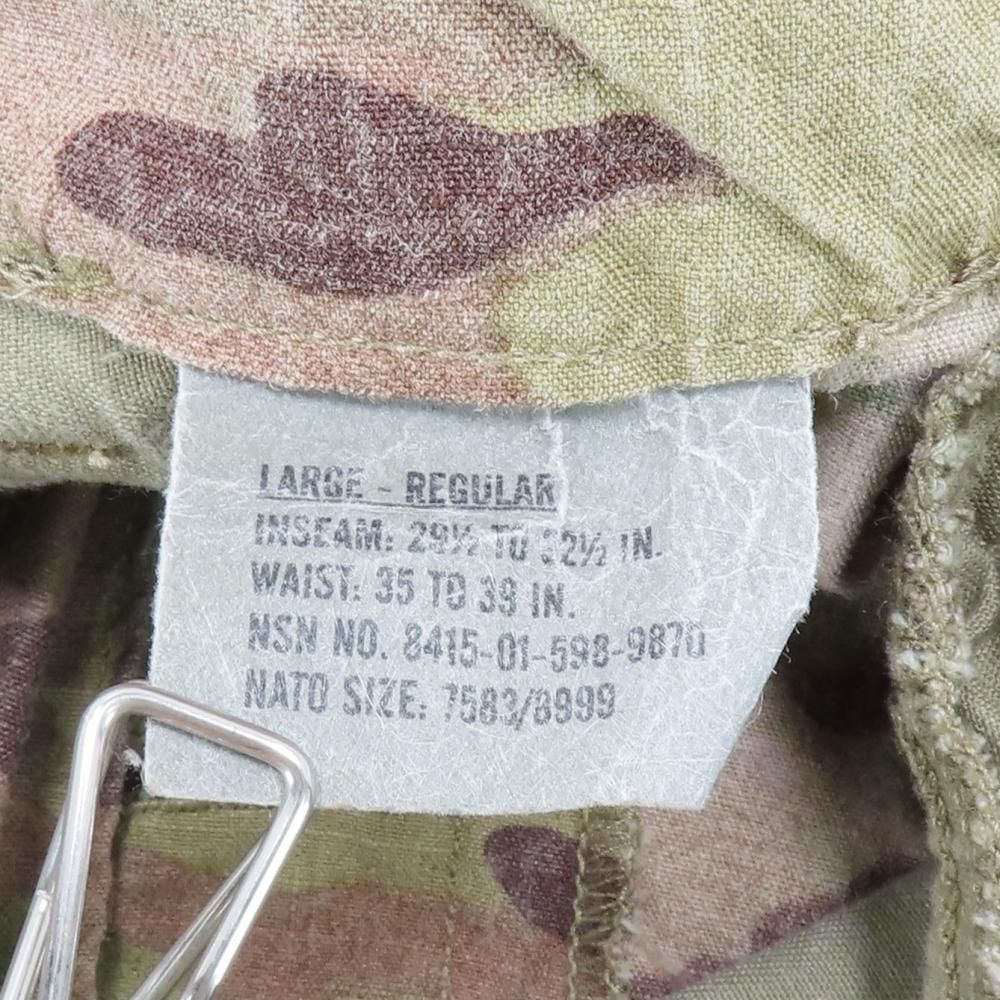 LARGE - REGULAR
INSEAM: 29½ TO 32½ IN.
WAIST: 35 TO 39 IN.
NSN NO. 8415-01-598-9870
NATO SIZE: 7583/8999